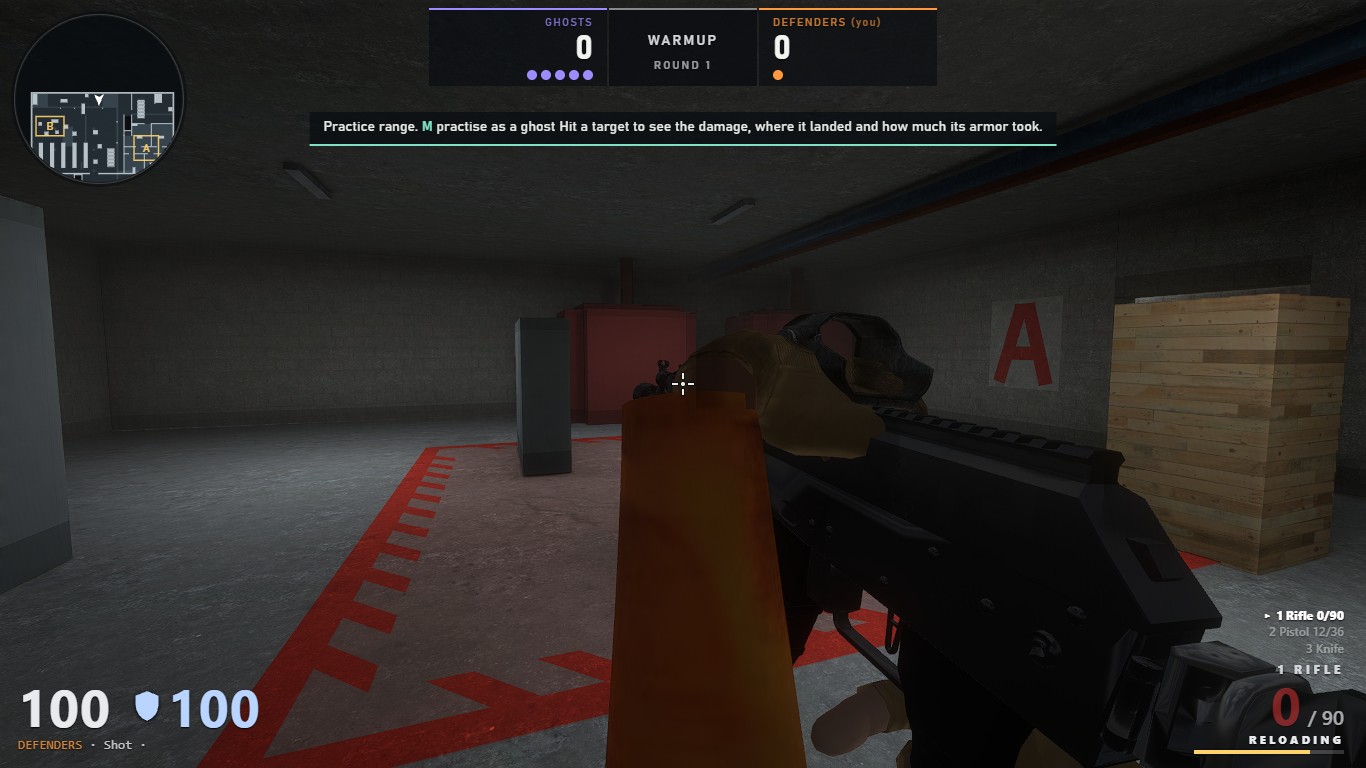 GHOSTS
0
WARMUP
ROUND 1
DEFENDERS (you)
0
B
A
Practice range. M practise as a ghost Hit a target to see the damage, where it landed and how much its armor took.
A
1 Rifle 0/90
2 Pistol 12/36
3 Knife
1 RIFLE
0 / 90
RELOADING
100 100
DEFENDERS · Shot ·